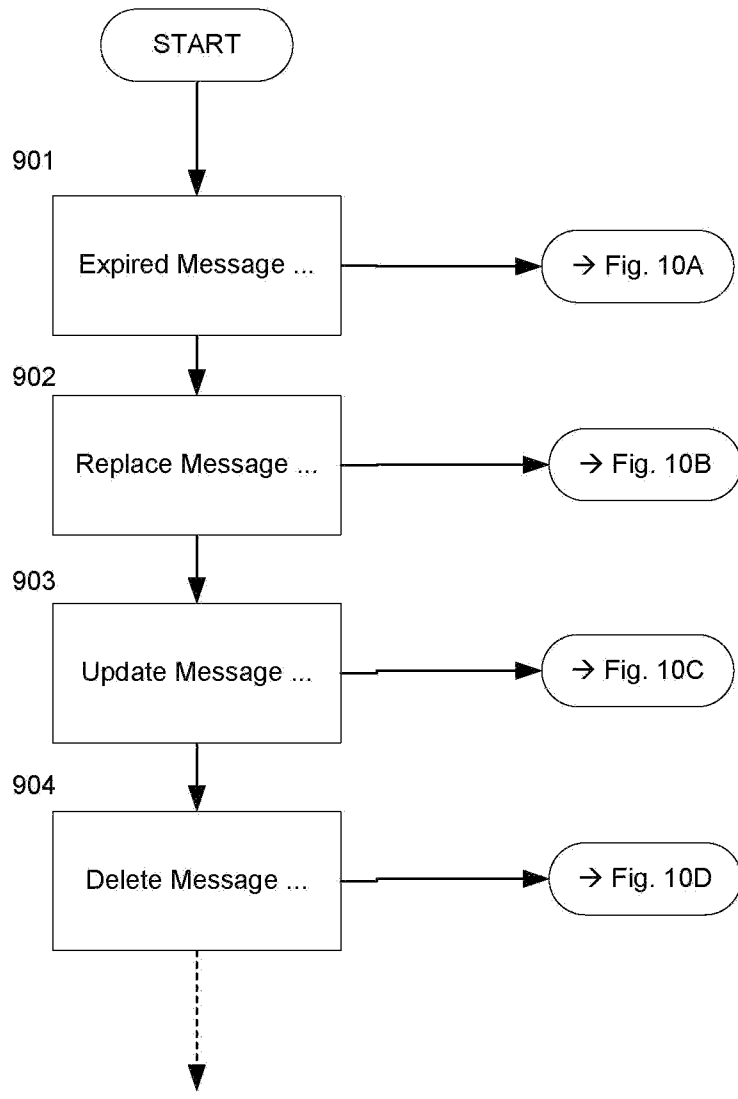 START
901
Expired Message ...
→ Fig. 10A
902
Replace Message ...
→ Fig. 10B
903
Update Message ...
→ Fig. 10C
904
Delete Message ...
→ Fig. 10D